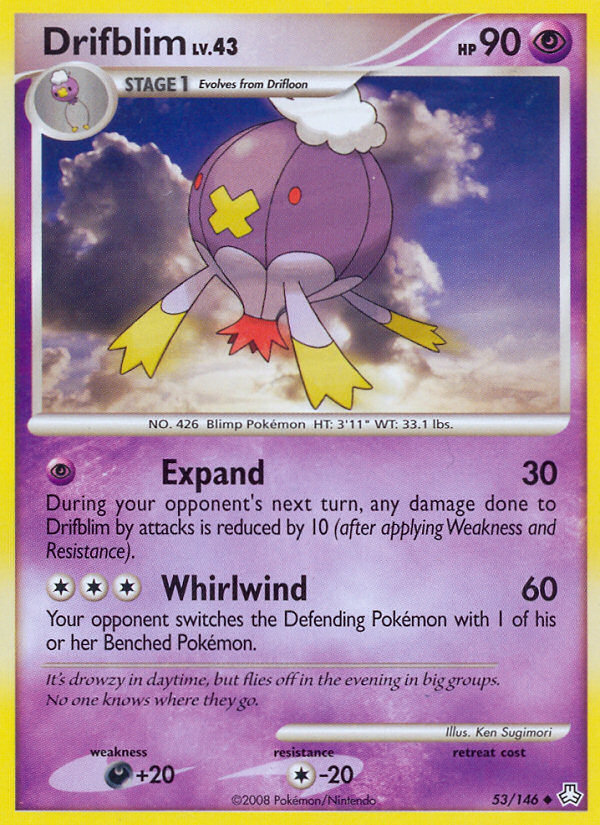 Drifblim LV.43 HP 90
STAGE 1 Evolves from Drifloon
NO. 426 Blimp Pokémon HT: 3'11" WT: 33.1 lbs.
Expand 30
During your opponent's next turn, any damage done to
Drifblim by attacks is reduced by 10 (after applying Weakness and
Resistance).
Whirlwind 60
Your opponent switches the Defending Pokémon with 1 of his
or her Benched Pokémon.
It's drowzy in daytime, but flies off in the evening in big groups.
No one knows where they go.
Illus. Ken Sugimori
weakness resistance retreat cost
+20 -20
©2008 Pokémon/Nintendo 53/146